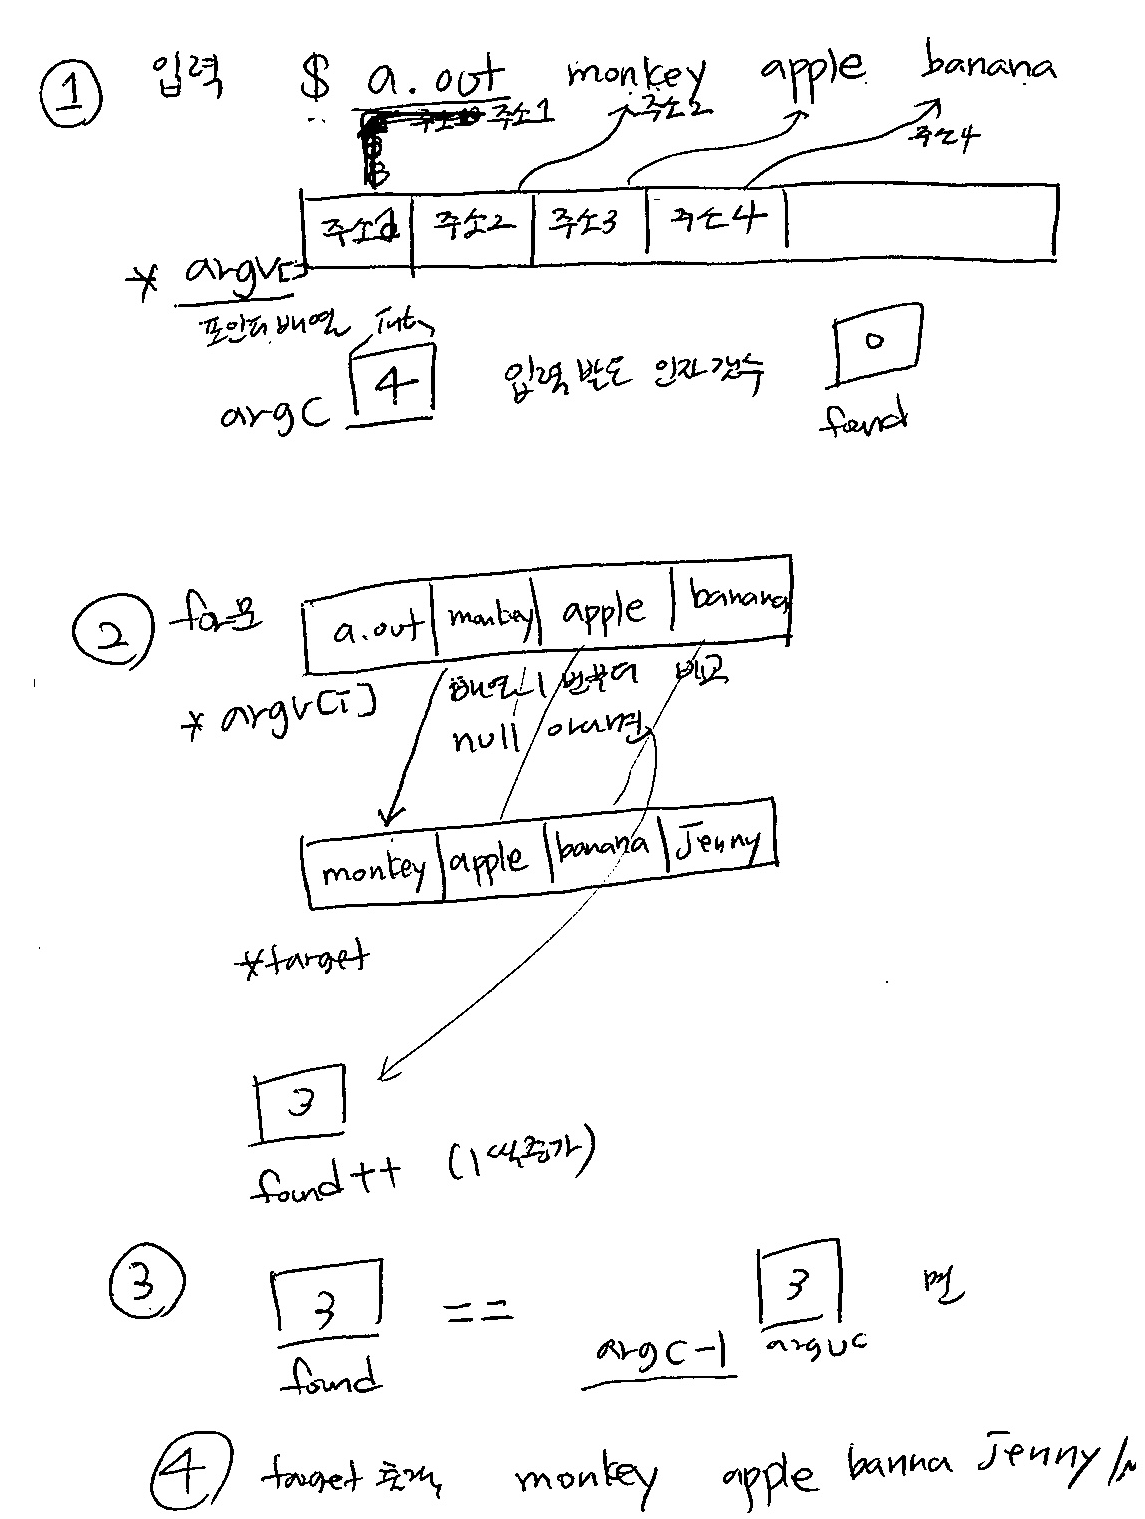 ① 입력 $ a.out monkey apple banana
주소1 주소2
주소4
주소1 주소2 주소3 주소4
* argv[]
포인터 배열 int
argc 4 입력 받은 인자 갯수 0
found
② for문 a.out monkey apple banana
* argv[i] 배열 1 번부터 비교
null 아니면
monkey apple banana Jenny
*target
3
found++ (1씩증가)
③ 3 == 3 면
found argc-1 argvc
④ target 출력, monkey apple banna Jenny